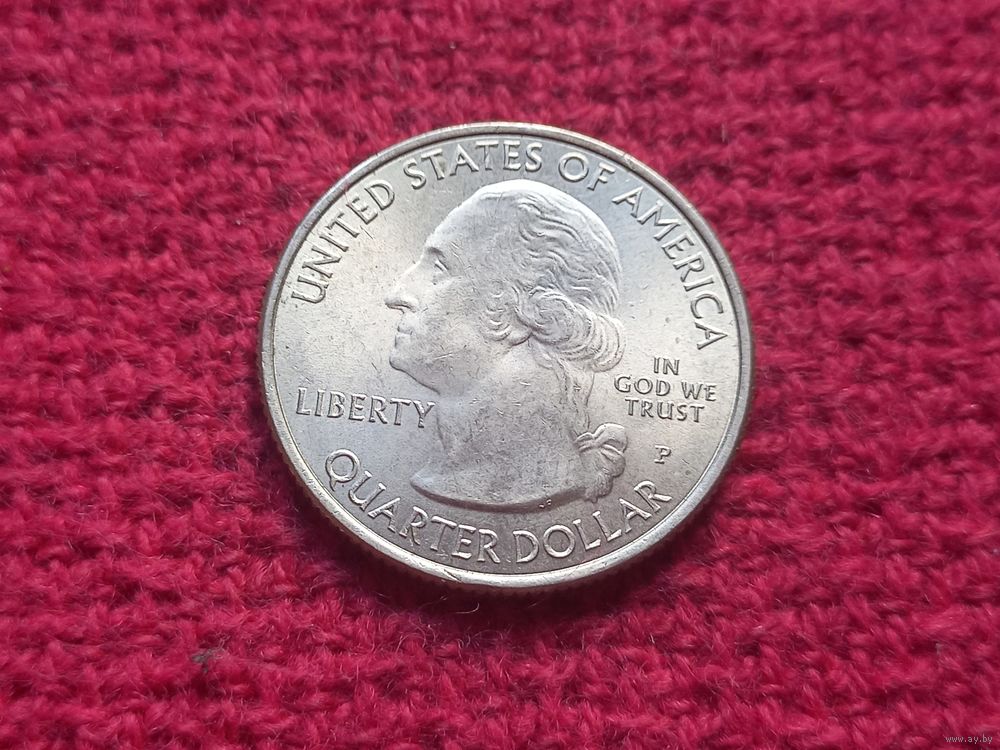 UNITED STATES OF AMERICA
LIBERTY
IN
GOD WE
TRUST
P
QUARTER DOLLAR
www.ay.by